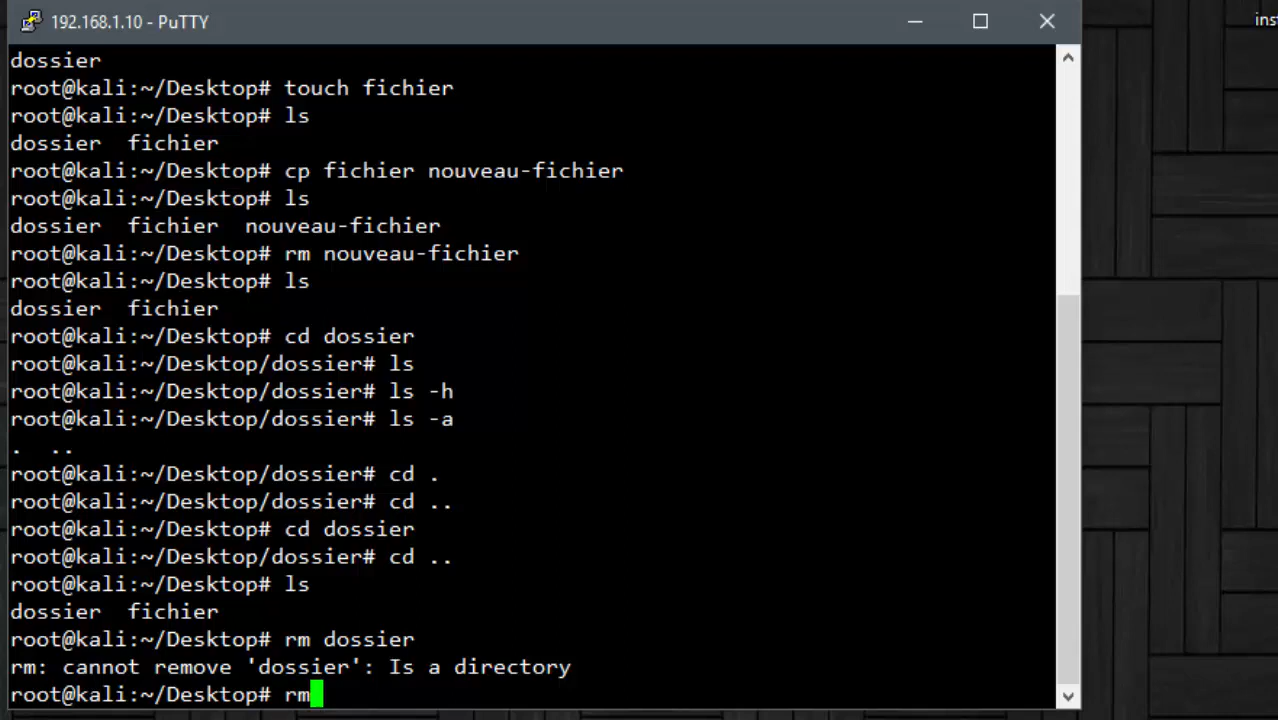 192.168.1.10 - PuTTY
inst
dossier
root@kali:~/Desktop# touch fichier
root@kali:~/Desktop# ls
dossier  fichier
root@kali:~/Desktop# cp fichier nouveau-fichier
root@kali:~/Desktop# ls
dossier  fichier  nouveau-fichier
root@kali:~/Desktop# rm nouveau-fichier
root@kali:~/Desktop# ls
dossier  fichier
root@kali:~/Desktop# cd dossier
root@kali:~/Desktop/dossier# ls
root@kali:~/Desktop/dossier# ls -h
root@kali:~/Desktop/dossier# ls -a
.  ..
root@kali:~/Desktop/dossier# cd .
root@kali:~/Desktop/dossier# cd ..
root@kali:~/Desktop# cd dossier
root@kali:~/Desktop/dossier# cd ..
root@kali:~/Desktop# ls
dossier  fichier
root@kali:~/Desktop# rm dossier
rm: cannot remove 'dossier': Is a directory
root@kali:~/Desktop# rm